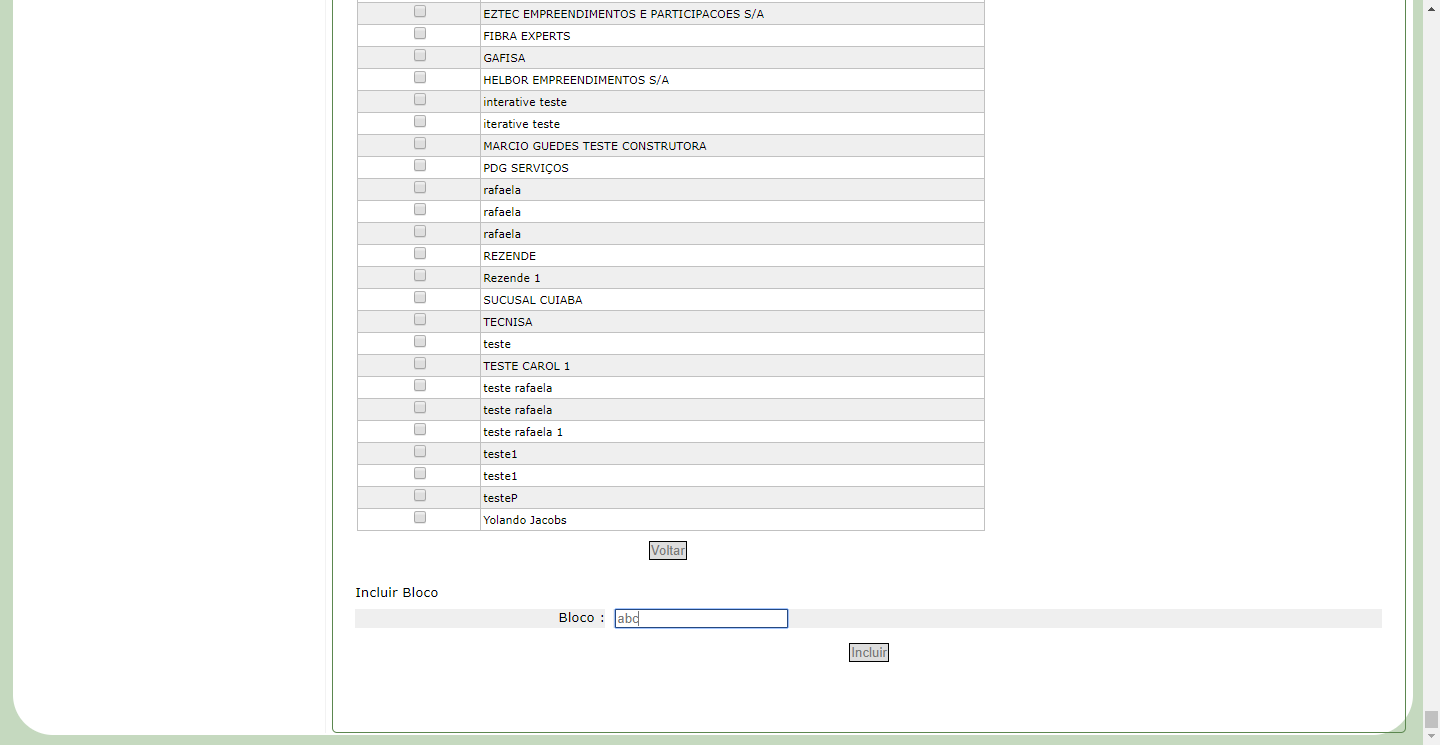 EZTEC EMPREENDIMENTOS E PARTICIPACOES S/A
FIBRA EXPERTS
GAFISA
HELBOR EMPREENDIMENTOS S/A
interative teste
iterative teste
MARCIO GUEDES TESTE CONSTRUTORA
PDG SERVIÇOS
rafaela
rafaela
rafaela
REZENDE
Rezende 1
SUCUSAL CUIABA
TECNISA
teste
TESTE CAROL 1
teste rafaela
teste rafaela
teste rafaela 1
teste1
teste1
testeP
Yolando Jacobs
Voltar
Incluir Bloco
Bloco : abc
Incluir